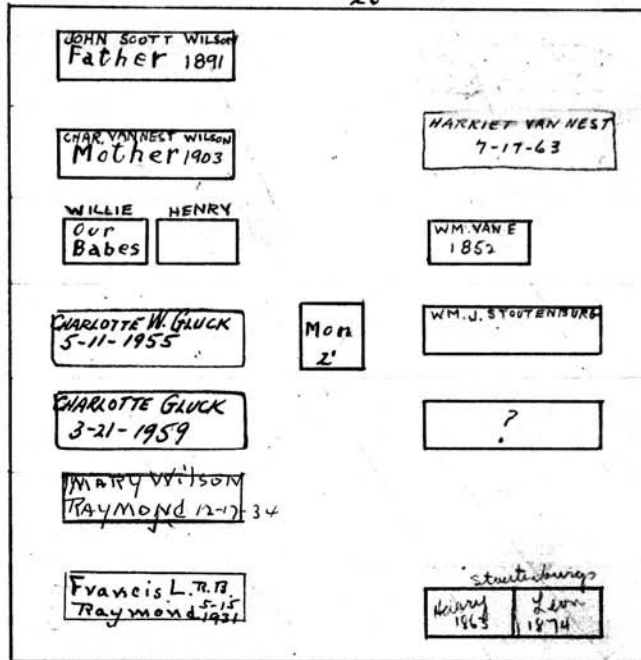 JOHN SCOTT WILSON
Father 1891
CHAR. VAN NEST WILSON
Mother 1903
WILLIE
HENRY
Our
Babes
CHARLOTTE W. GLUCK
5-11-1955
CHARLOTTE GLUCK
3-21-1959
MARY WILSON
RAYMOND 12-17-34
Francis L. R.B.
Raymond 5-15
1931
Mon
2'
HARRIET VAN NEST
7-17-63
WM. VAN E
1852
WM. J. STOUTENBURG
?
Stoutenburgs
Harry
1863
Leon
1874